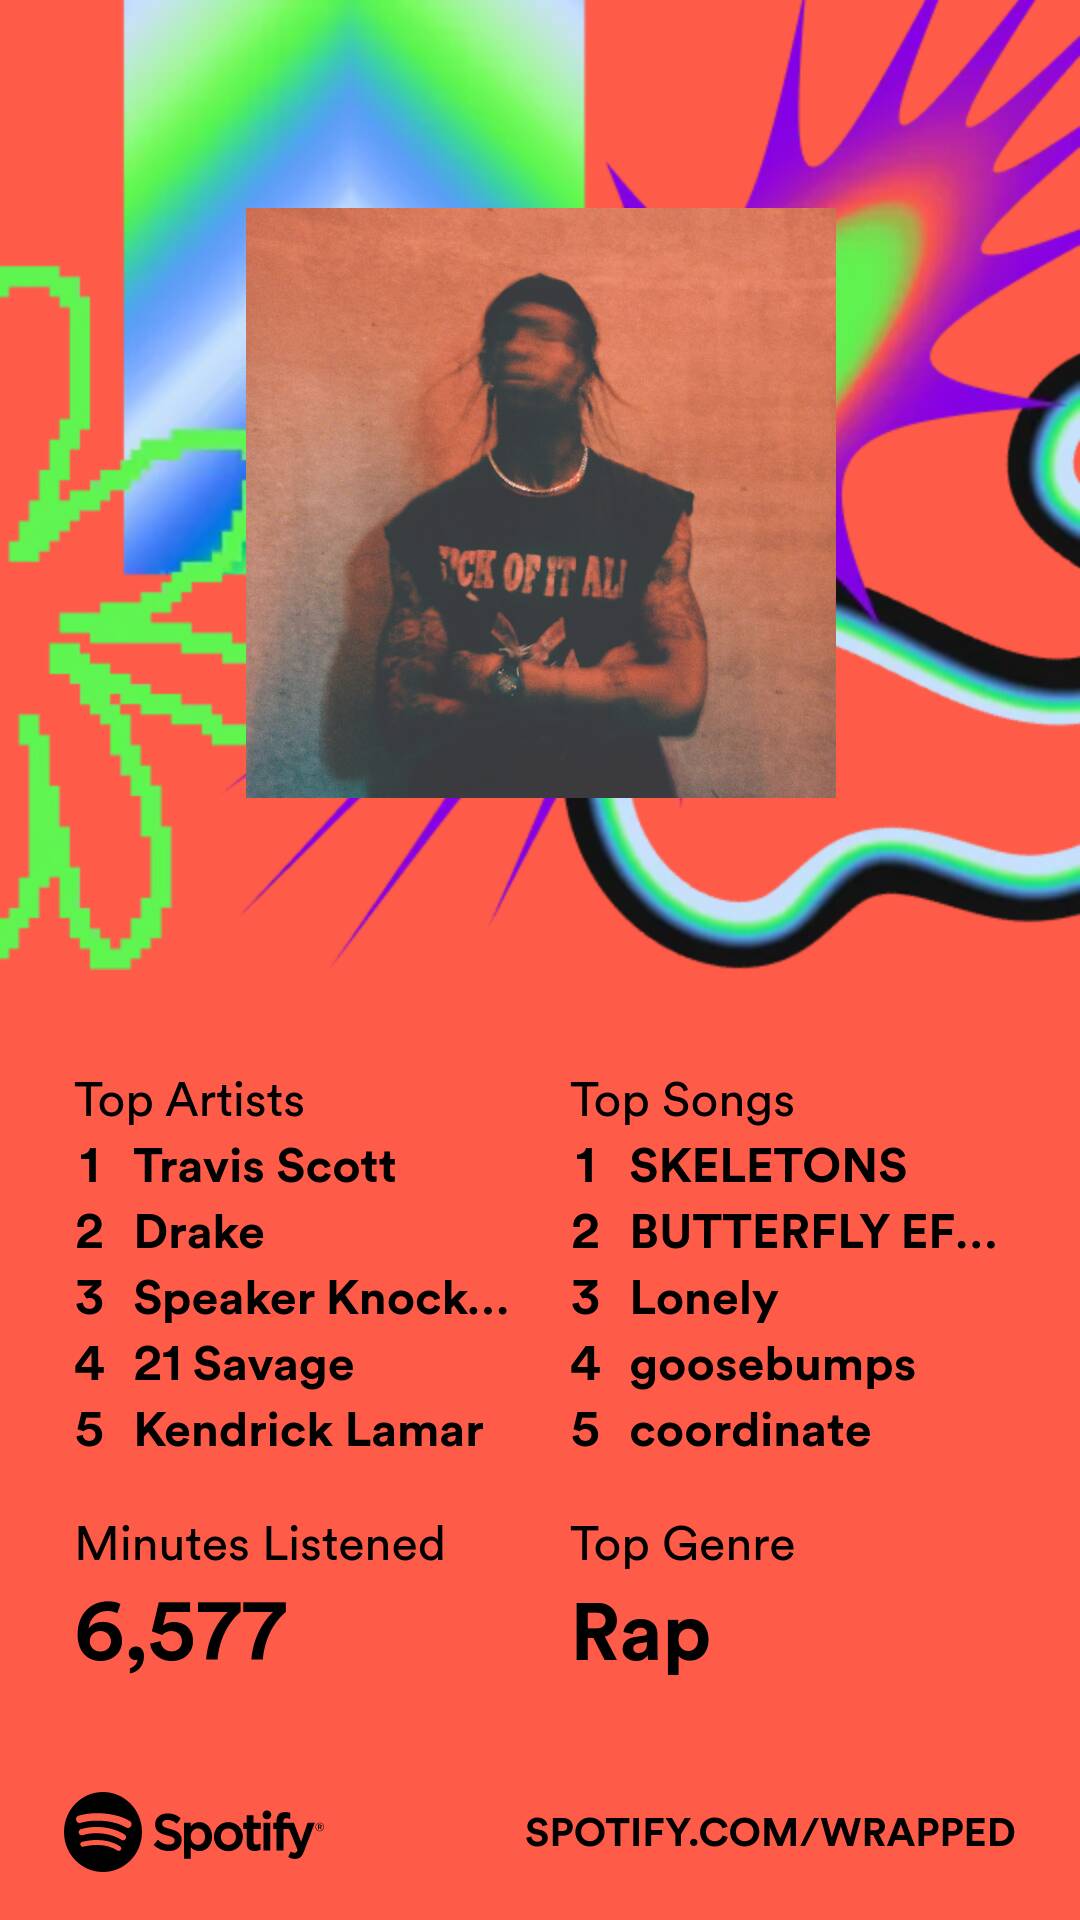 SICK OF IT ALL
Top Artists
1 Travis Scott
2 Drake
3 Speaker Knock...
4 21 Savage
5 Kendrick Lamar
Top Songs
1 SKELETONS
2 BUTTERFLY EF...
3 Lonely
4 goosebumps
5 coordinate
Minutes Listened
6,577
Top Genre
Rap
Spotify®
SPOTIFY.COM/WRAPPED